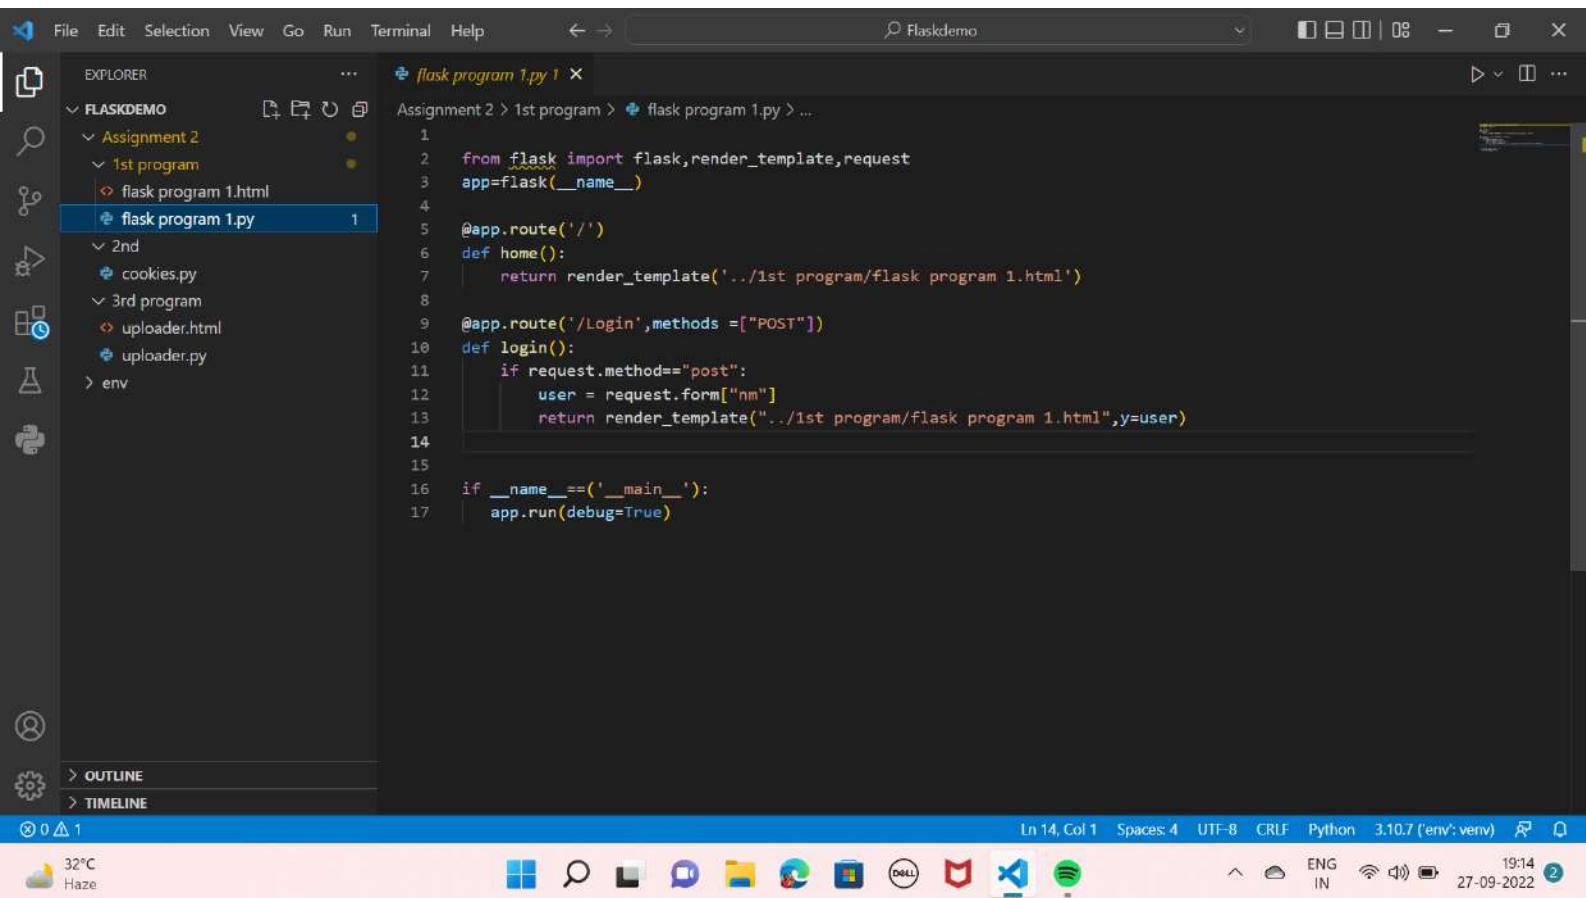 File Edit Selection View Go Run Terminal Help
Flaskdemo
EXPLORER
FLASKDEMO
Assignment 2
1st program
flask program 1.html
flask program 1.py 1
2nd
cookies.py
3rd program
uploader.html
uploader.py
env
OUTLINE
TIMELINE
flask program 1.py 1
Assignment 2 > 1st program > flask program 1.py > ...
1
2 from flask import flask,render_template,request
3 app=flask(__name__)
4
5 @app.route('/')
6 def home():
7 return render_template('../1st program/flask program 1.html')
8
9 @app.route('/Login',methods =["POST"])
10 def login():
11 if request.method=="post":
12 user = request.form["nm"]
13 return render_template("../1st program/flask program 1.html",y=user)
14
15
16 if __name__==('__main__'):
17 app.run(debug=True)
0 1
Ln 14, Col 1 Spaces: 4 UTF-8 CRLF Python 3.10.7 ('env': venv)
32°C
Haze
DELL
ENG
IN
19:14
27-09-2022
2